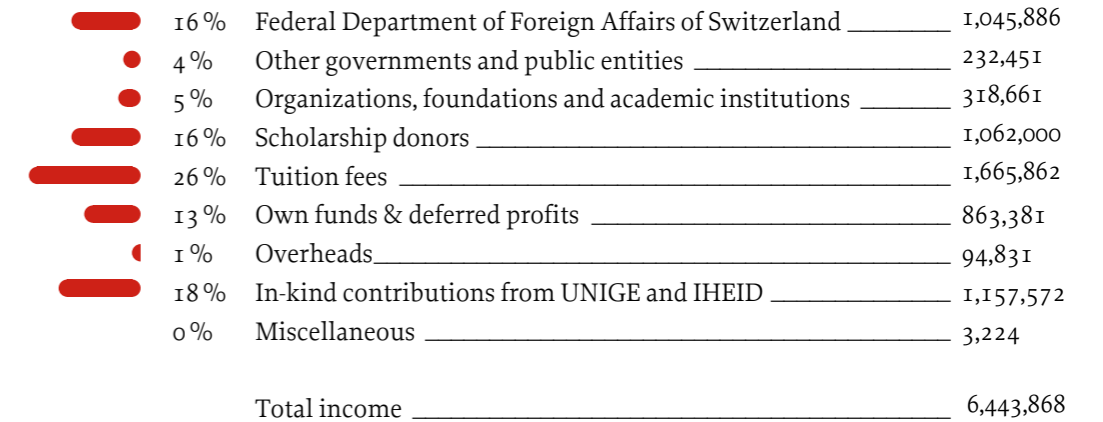 16 % Federal Department of Foreign Affairs of Switzerland 1,045,886
4 % Other governments and public entities 232,451
5 % Organizations, foundations and academic institutions 318,661
16 % Scholarship donors 1,062,000
26 % Tuition fees 1,665,862
13 % Own funds & deferred profits 863,381
1 % Overheads 94,831
18 % In-kind contributions from UNIGE and IHEID 1,157,572
0 % Miscellaneous 3,224
Total income 6,443,868